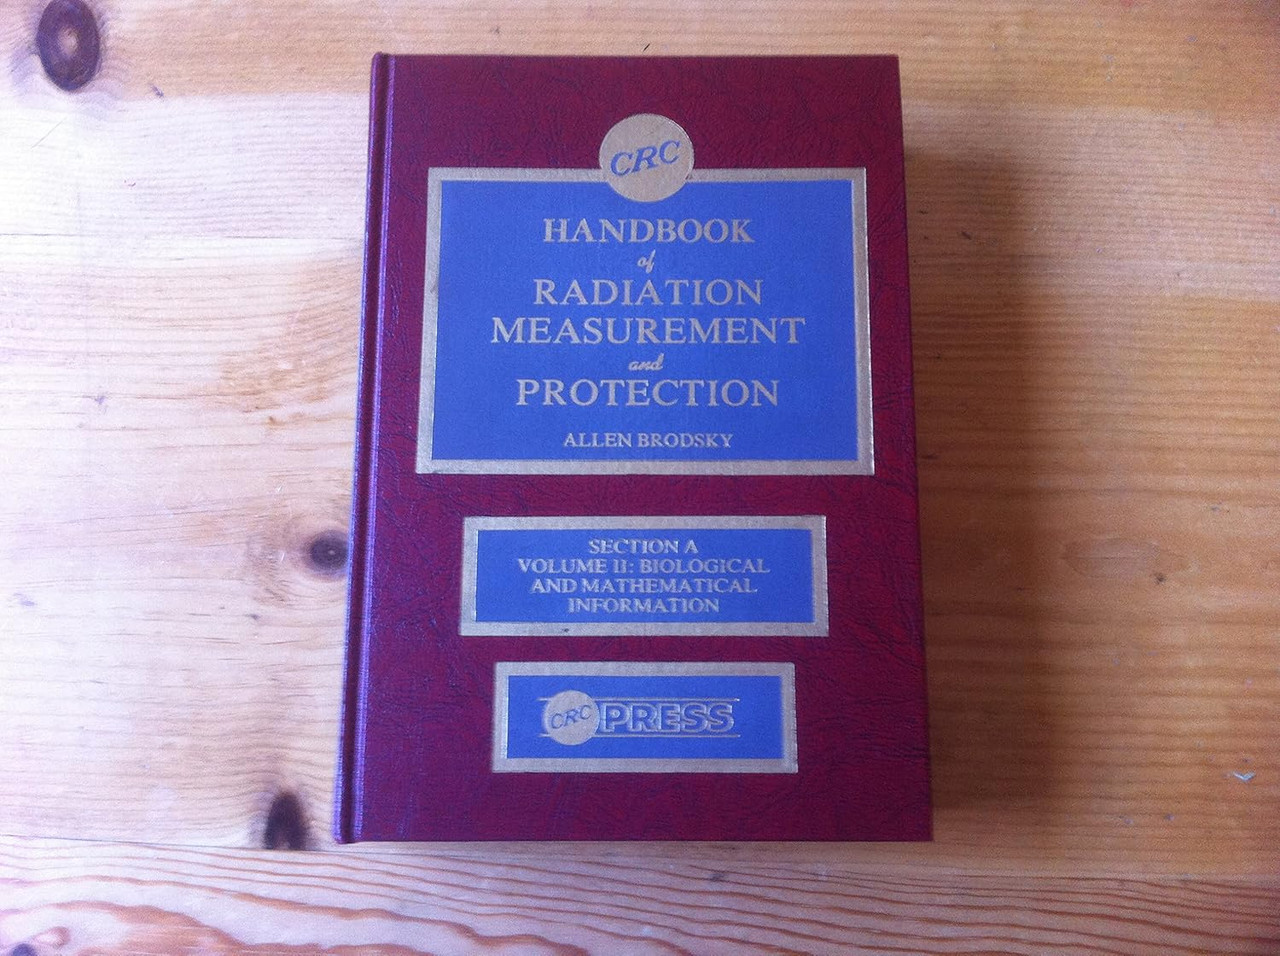 CRC
HANDBOOK
of
RADIATION
MEASUREMENT
and
PROTECTION
ALLEN BRODSKY
SECTION A
VOLUME II: BIOLOGICAL
AND MATHEMATICAL
INFORMATION
CRC PRESS